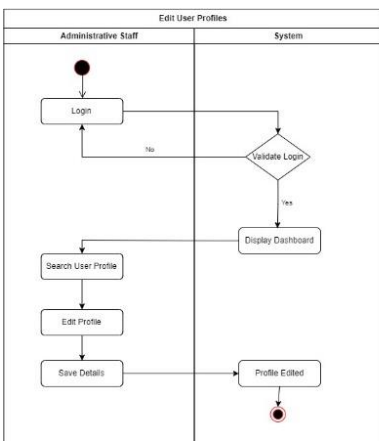 Edit User Profiles
Administrative Staff
System
Login
No
Validate Login
Yes
Display Dashboard
Search User Profile
Edit Profile
Save Details
Profile Edited